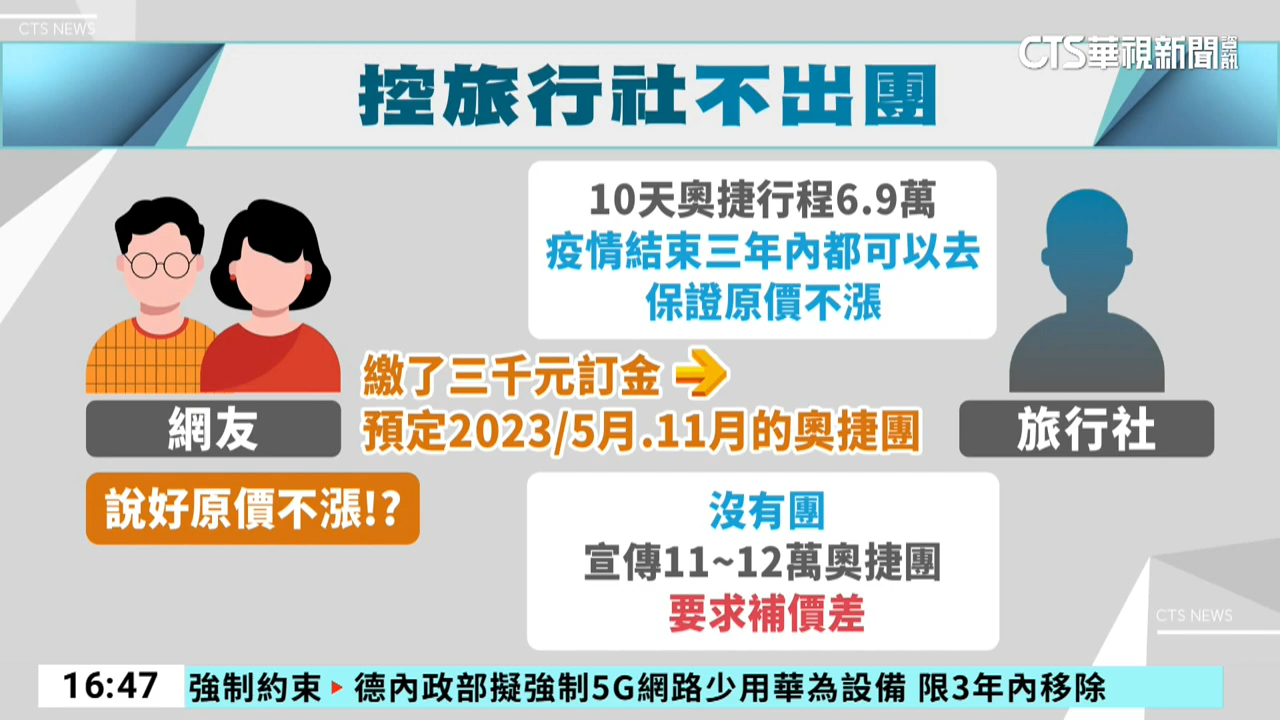 CTS NEWS
CTS華視新聞資訊
控旅行社不出團
10天奧捷行程6.9萬
疫情結束三年內都可以去
保證原價不漲
繳了三千元訂金
預定2023/5月.11月的奧捷團
網友
旅行社
說好原價不漲!?
沒有團
宣傳11~12萬奧捷團
要求補價差
CTS NEWS
16:47 強制約束 德內政部擬強制5G網路少用華為設備 限3年內移除